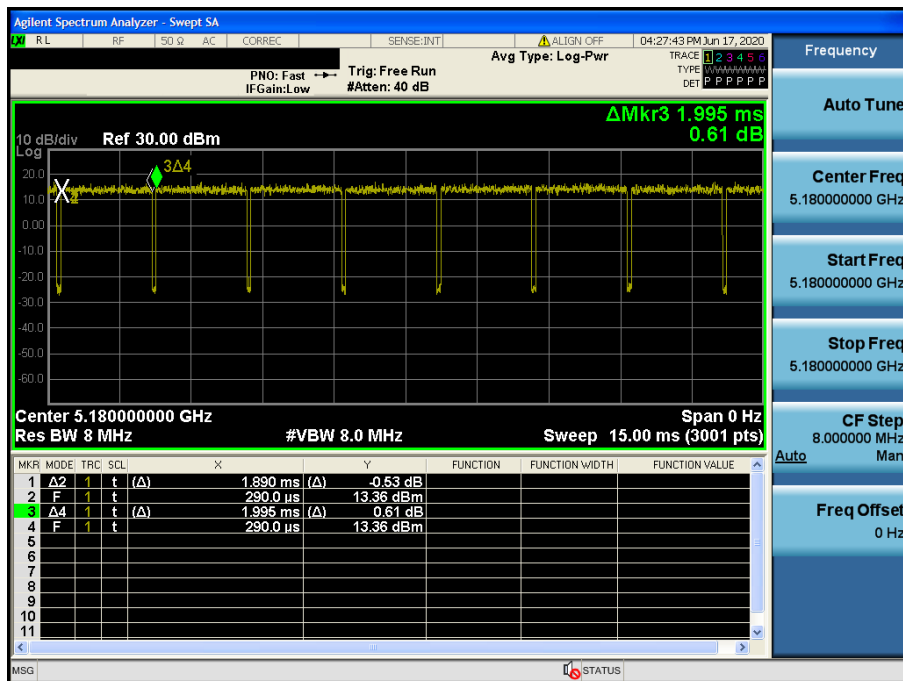 Agilent Spectrum Analyzer - Swept SA
LXI RL RF 50 Ω AC CORREC SENSE:INT ALIGN OFF 04:27:43 PM Jun 17, 2020
PNO: Fast Trig: Free Run Avg Type: Log-Pwr TRACE 1 2 3 4 5 6
IFGain:Low #Atten: 40 dB TYPE WWWWWW
DET P P P P P P
ΔMkr3 1.995 ms
0.61 dB
10 dB/div Ref 30.00 dBm
Log
3Δ4
20.0
X2
10.0
0.00
-10.0
-20.0
-30.0
-40.0
-50.0
-60.0
Center 5.180000000 GHz Span 0 Hz
Res BW 8 MHz #VBW 8.0 MHz Sweep 15.00 ms (3001 pts)
MKR MODE TRC SCL X Y FUNCTION FUNCTION WIDTH FUNCTION VALUE
1 Δ2 1 t (Δ) 1.890 ms (Δ) -0.53 dB
2 F 1 t 290.0 µs 13.36 dBm
3 Δ4 1 t (Δ) 1.995 ms (Δ) 0.61 dB
4 F 1 t 290.0 µs 13.36 dBm
5
6
7
8
9
10
11
MSG STATUS
Frequency
Auto Tune
Center Freq
5.180000000 GHz
Start Freq
5.180000000 GHz
Stop Freq
5.180000000 GHz
CF Step
8.000000 MHz
Auto Man
Freq Offset
0 Hz